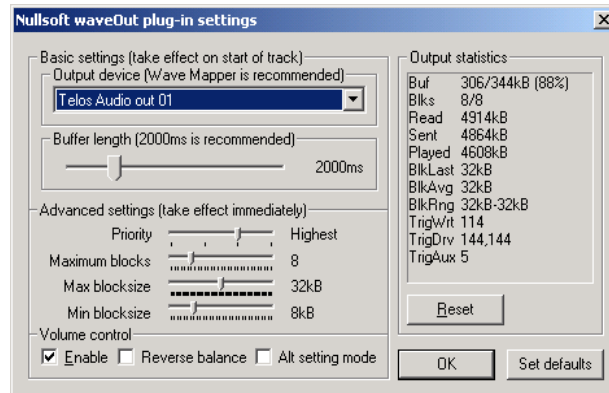 Nullsoft waveOut plug-in settings
Basic settings (take effect on start of track)
Output device (Wave Mapper is recommended)
Telos Audio out 01
Buffer length (2000ms is recommended)
2000ms
Advanced settings (take effect immediately)
Priority Highest
Maximum blocks 8
Max blocksize 32kB
Min blocksize 8kB
Volume control
Enable Reverse balance Alt setting mode
Output statistics
Buf 306/344kB (88%)
Blks 8/8
Read 4914kB
Sent 4864kB
Played 4608kB
BlkLast 32kB
BlkAvg 32kB
BlkRng 32kB-32kB
TrigWrt 114
TrigDrv 144,144
TrigAux 5
Reset
OK Set defaults